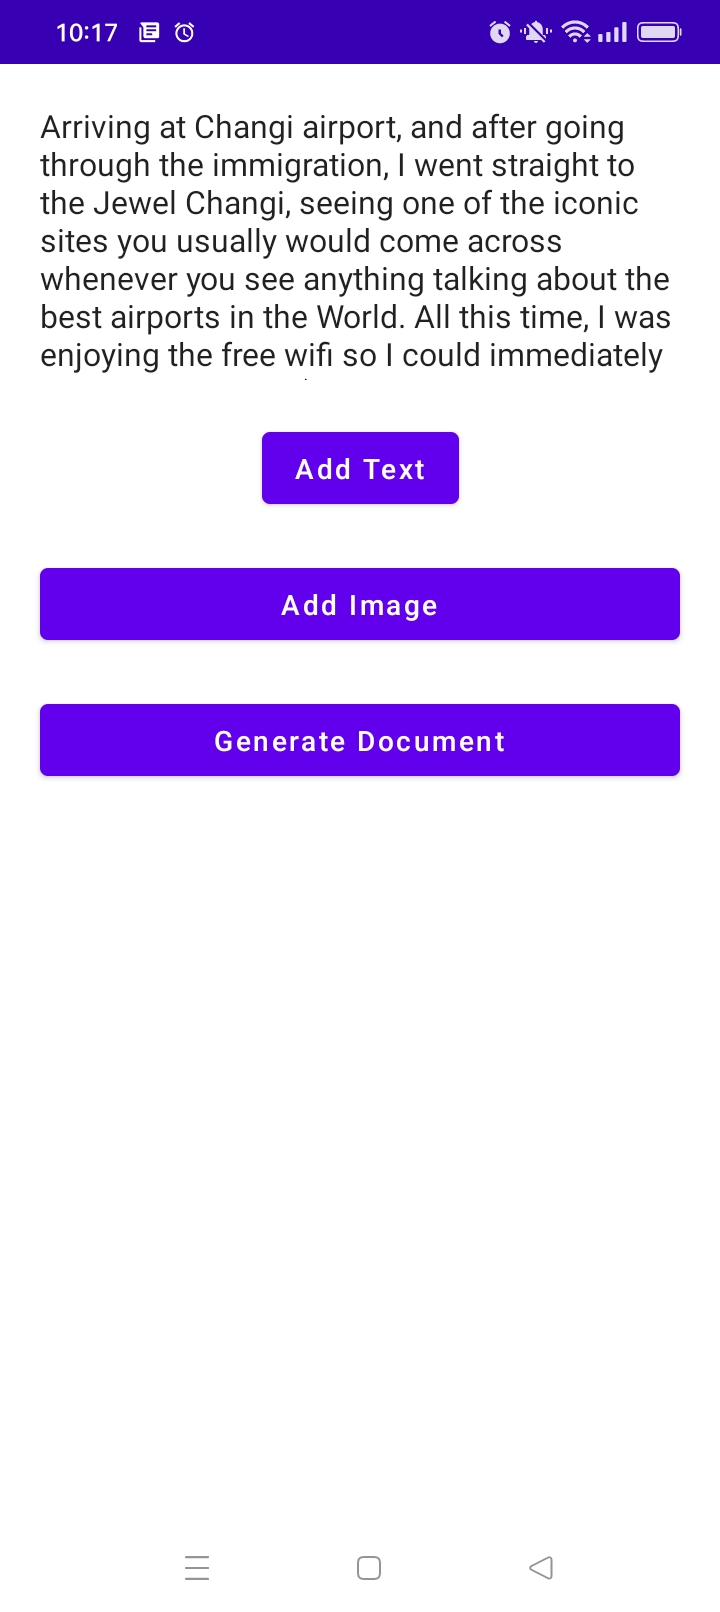 10:17
Arriving at Changi airport, and after going
through the immigration, I went straight to
the Jewel Changi, seeing one of the iconic
sites you usually would come across
whenever you see anything talking about the
best airports in the World. All this time, I was
enjoying the free wifi so I could immediately
Add Text
Add Image
Generate Document